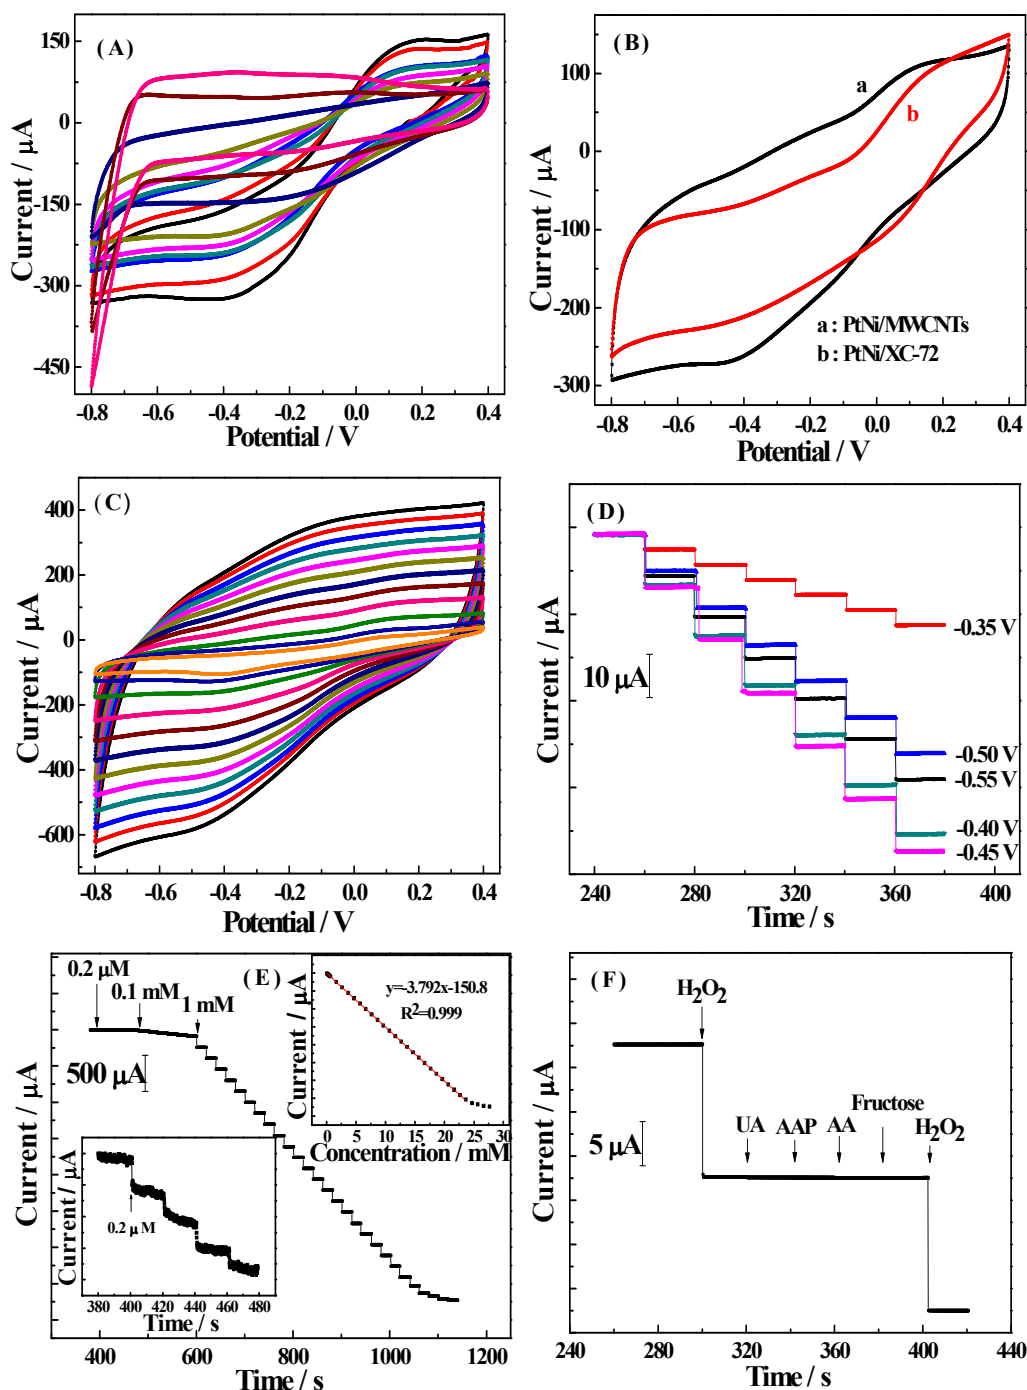 (A)
Current / μA
150
0
-150
-300
-450
-0.8 -0.6 -0.4 -0.2 0.0 0.2 0.4
Potential / V
(B)
Current / μA
100
0
-100
-200
-300
a
b
a : PtNi/MWCNTs
b : PtNi/XC-72
-0.8 -0.6 -0.4 -0.2 0.0 0.2 0.4
Potential / V
(C)
Current / μA
400
200
0
-200
-400
-600
-0.8 -0.6 -0.4 -0.2 0.0 0.2 0.4
Potential / V
(D)
Current / μA
10 μA
-0.35 V
-0.50 V
-0.55 V
-0.40 V
-0.45 V
240 280 320 360 400
Time / s
(E)
Current / μA
0.2 μM
0.1 mM
1 mM
500 μA
Current / μA
y=-3.792x-150.8
R²=0.999
0 5 10 15 20 25 30
Concentration / mM
Current / μA
0.2 μM
380 400 420 440 460 480
Time / s
400 600 800 1000 1200
Time / s
(F)
Current / μA
H₂O₂
5 μA
UA AAP AA Fructose H₂O₂
240 280 320 360 400 440
Time / s